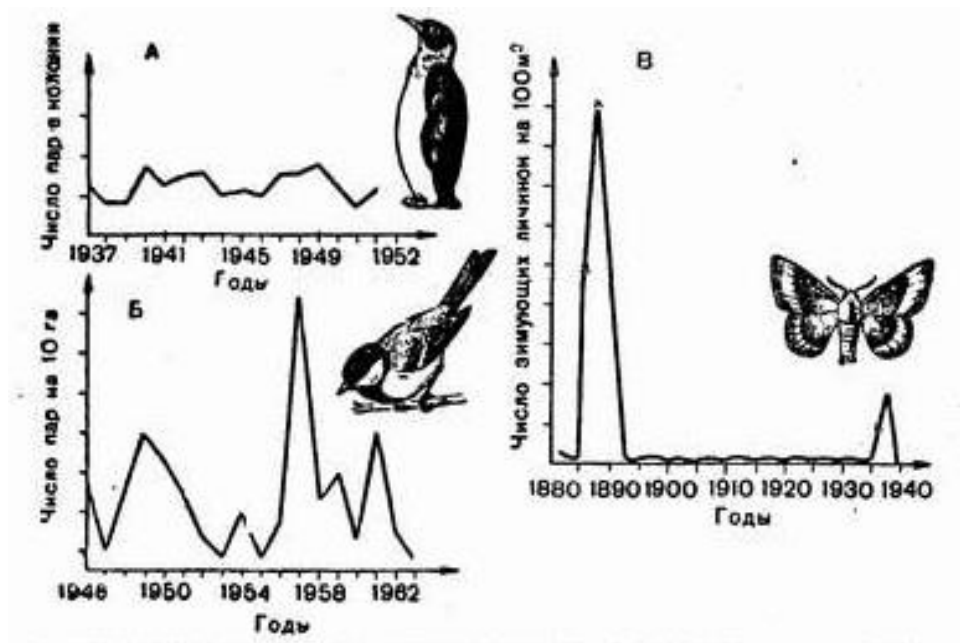 А
Число пар в колонии
1937 1941 1945 1949 1952
Годы
Б
Число пар на 10 га
1946 1950 1954 1958 1962
Годы
В
Число зимующих личинок на 100м²
1880 1890 1900 1910 1920 1930 1940
Годы